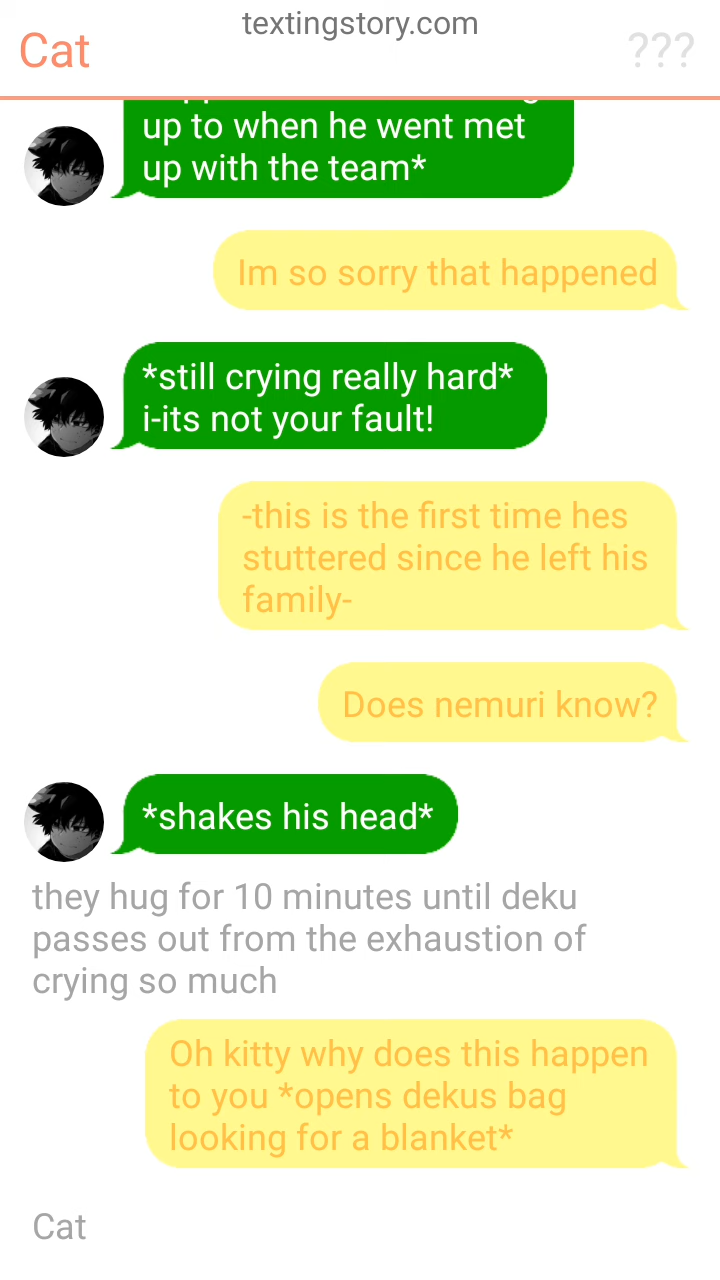 textingstory.com
Cat
???
up to when he went met
up with the team*
Im so sorry that happened
*still crying really hard*
i-its not your fault!
-this is the first time hes
stuttered since he left his
family-
Does nemuri know?
*shakes his head*
they hug for 10 minutes until deku
passes out from the exhaustion of
crying so much
Oh kitty why does this happen
to you *opens dekus bag
looking for a blanket*
Cat